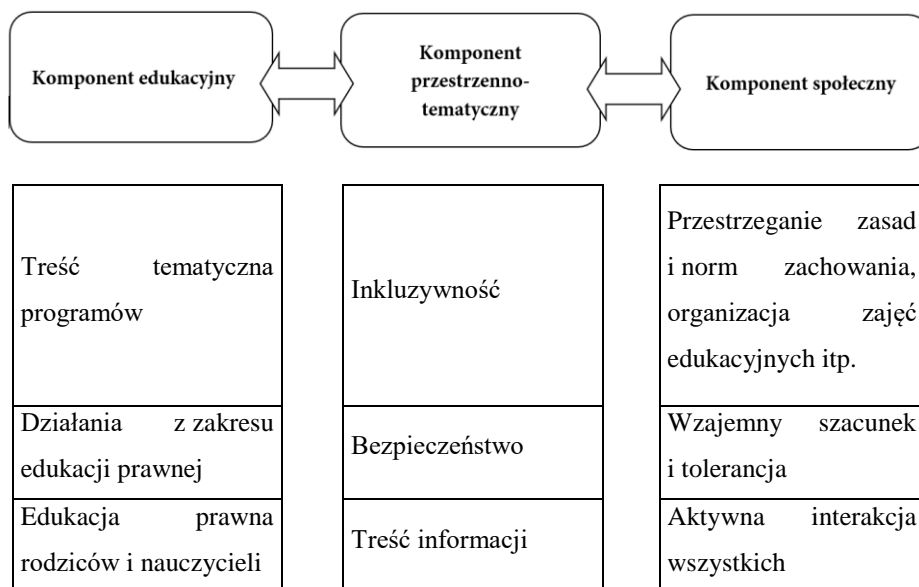 Komponent edukacyjny
Komponent
przestrzenno-
tematyczny
Komponent społeczny
Treść tematyczna
programów
Inkluzywność
Przestrzeganie zasad
i norm zachowania,
organizacja zajęć
edukacyjnych itp.
Działania z zakresu
edukacji prawnej
Bezpieczeństwo
Wzajemny szacunek
i tolerancja
Edukacja prawna
rodziców i nauczycieli
Treść informacji
Aktywna interakcja
wszystkich